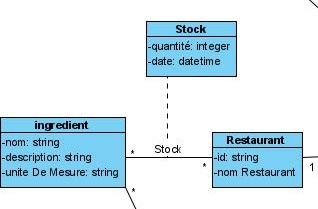 Stock
-quantité: integer
-date: datetime
ingredient
-nom: string
-description: string
-unite De Mesure: string
*
Stock
*
Restaurant
-id: string
-nom Restaurant
1
*